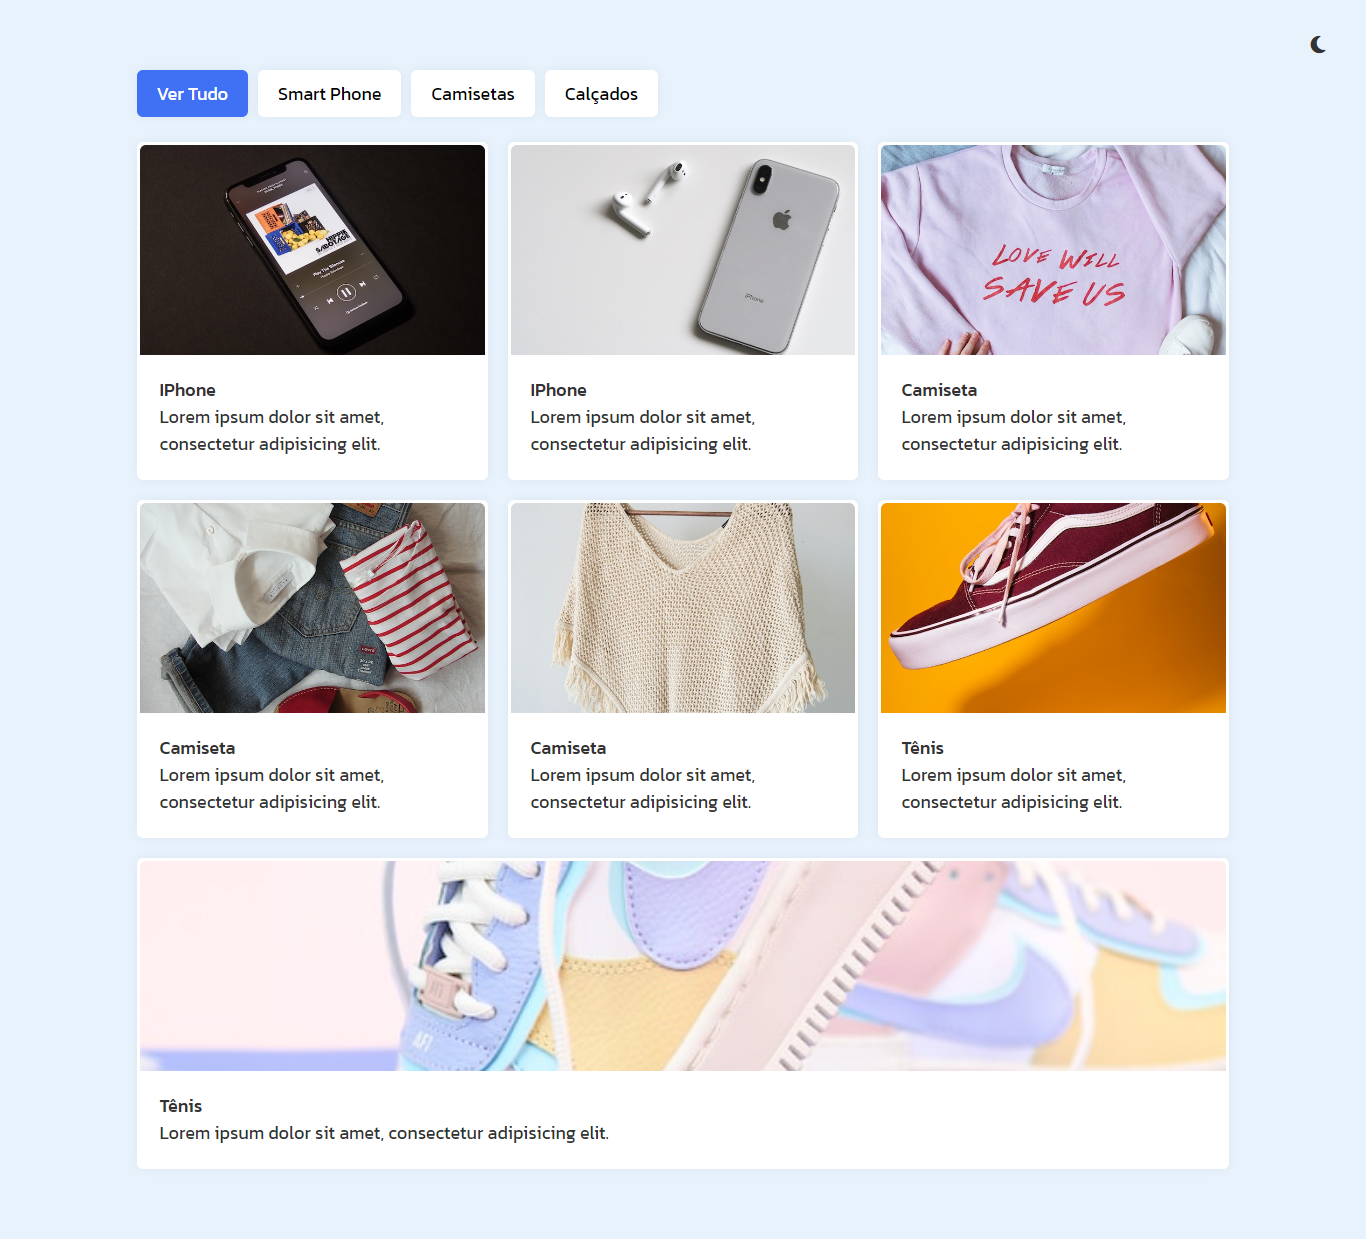 Ver Tudo
Smart Phone
Camisetas
Calçados
HIPPIE
SABOTAGE
iPhone
LOVE WILL
SAVE US
IPhone
Lorem ipsum dolor sit amet,
consectetur adipisicing elit.
IPhone
Lorem ipsum dolor sit amet,
consectetur adipisicing elit.
Camiseta
Lorem ipsum dolor sit amet,
consectetur adipisicing elit.
Camiseta
Lorem ipsum dolor sit amet,
consectetur adipisicing elit.
Camiseta
Lorem ipsum dolor sit amet,
consectetur adipisicing elit.
Tênis
Lorem ipsum dolor sit amet,
consectetur adipisicing elit.
AF1
Tênis
Lorem ipsum dolor sit amet, consectetur adipisicing elit.